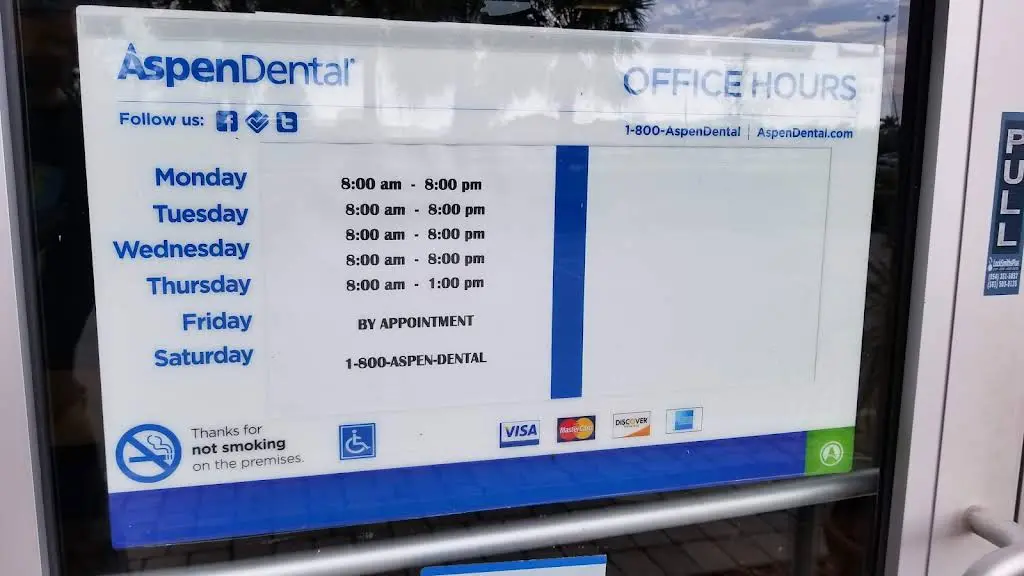 AspenDental
OFFICE HOURS
Follow us:
1-800-AspenDental | AspenDental.com
Monday
Tuesday
Wednesday
Thursday
Friday
Saturday
8:00 am - 8:00 pm
8:00 am - 8:00 pm
8:00 am - 8:00 pm
8:00 am - 8:00 pm
8:00 am - 1:00 pm
BY APPOINTMENT
1-800-ASPEN-DENTAL
Thanks for
not smoking
on the premises.
VISA
MasterCard
DISCOVER
PULL